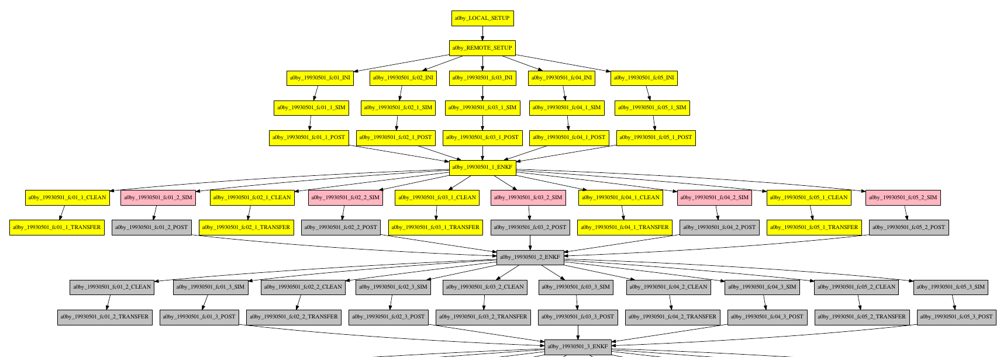 a0by_LOCAL_SETUP
a0by_REMOTE_SETUP
a0by_19930501_fc01_INI
a0by_19930501_fc02_INI
a0by_19930501_fc03_INI
a0by_19930501_fc04_INI
a0by_19930501_fc05_INI
a0by_19930501_fc01_1_SIM
a0by_19930501_fc02_1_SIM
a0by_19930501_fc03_1_SIM
a0by_19930501_fc04_1_SIM
a0by_19930501_fc05_1_SIM
a0by_19930501_fc01_1_POST
a0by_19930501_fc02_1_POST
a0by_19930501_fc03_1_POST
a0by_19930501_fc04_1_POST
a0by_19930501_fc05_1_POST
a0by_19930501_1_ENKF
a0by_19930501_fc01_1_CLEAN
a0by_19930501_fc01_2_SIM
a0by_19930501_fc02_1_CLEAN
a0by_19930501_fc02_2_SIM
a0by_19930501_fc03_1_CLEAN
a0by_19930501_fc03_2_SIM
a0by_19930501_fc04_1_CLEAN
a0by_19930501_fc04_2_SIM
a0by_19930501_fc05_1_CLEAN
a0by_19930501_fc05_2_SIM
a0by_19930501_fc01_1_TRANSFER
a0by_19930501_fc01_2_POST
a0by_19930501_fc02_1_TRANSFER
a0by_19930501_fc02_2_POST
a0by_19930501_fc03_1_TRANSFER
a0by_19930501_fc03_2_POST
a0by_19930501_fc04_1_TRANSFER
a0by_19930501_fc04_2_POST
a0by_19930501_fc05_1_TRANSFER
a0by_19930501_fc05_2_POST
a0by_19930501_2_ENKF
a0by_19930501_fc01_2_CLEAN
a0by_19930501_fc01_3_SIM
a0by_19930501_fc02_2_CLEAN
a0by_19930501_fc02_3_SIM
a0by_19930501_fc03_2_CLEAN
a0by_19930501_fc03_3_SIM
a0by_19930501_fc04_2_CLEAN
a0by_19930501_fc04_3_SIM
a0by_19930501_fc05_2_CLEAN
a0by_19930501_fc05_3_SIM
a0by_19930501_fc01_2_TRANSFER
a0by_19930501_fc01_3_POST
a0by_19930501_fc02_2_TRANSFER
a0by_19930501_fc02_3_POST
a0by_19930501_fc03_2_TRANSFER
a0by_19930501_fc03_3_POST
a0by_19930501_fc04_2_TRANSFER
a0by_19930501_fc04_3_POST
a0by_19930501_fc05_2_TRANSFER
a0by_19930501_fc05_3_POST
a0by_19930501_3_ENKF